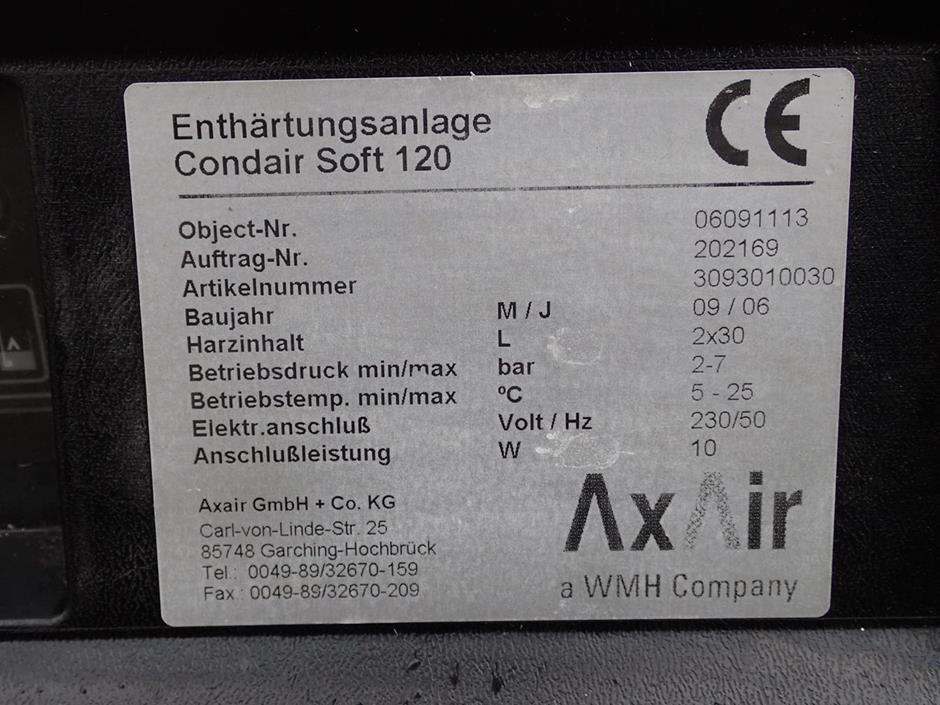 Enthärtungsanlage
Condair Soft 120
CE
Object-Nr. 06091113
Auftrag-Nr. 202169
Artikelnummer 3093010030
Baujahr M / J 09 / 06
Harzinhalt L 2x30
Betriebsdruck min/max bar 2-7
Betriebstemp. min/max ºC 5 - 25
Elektr.anschluß Volt / Hz 230/50
Anschlußleistung W 10
Axair GmbH + Co. KG
Carl-von-Linde-Str. 25
85748 Garching-Hochbrück
Tel.: 0049-89/32670-159
Fax.: 0049-89/32670-209
AxAir
a WMH Company